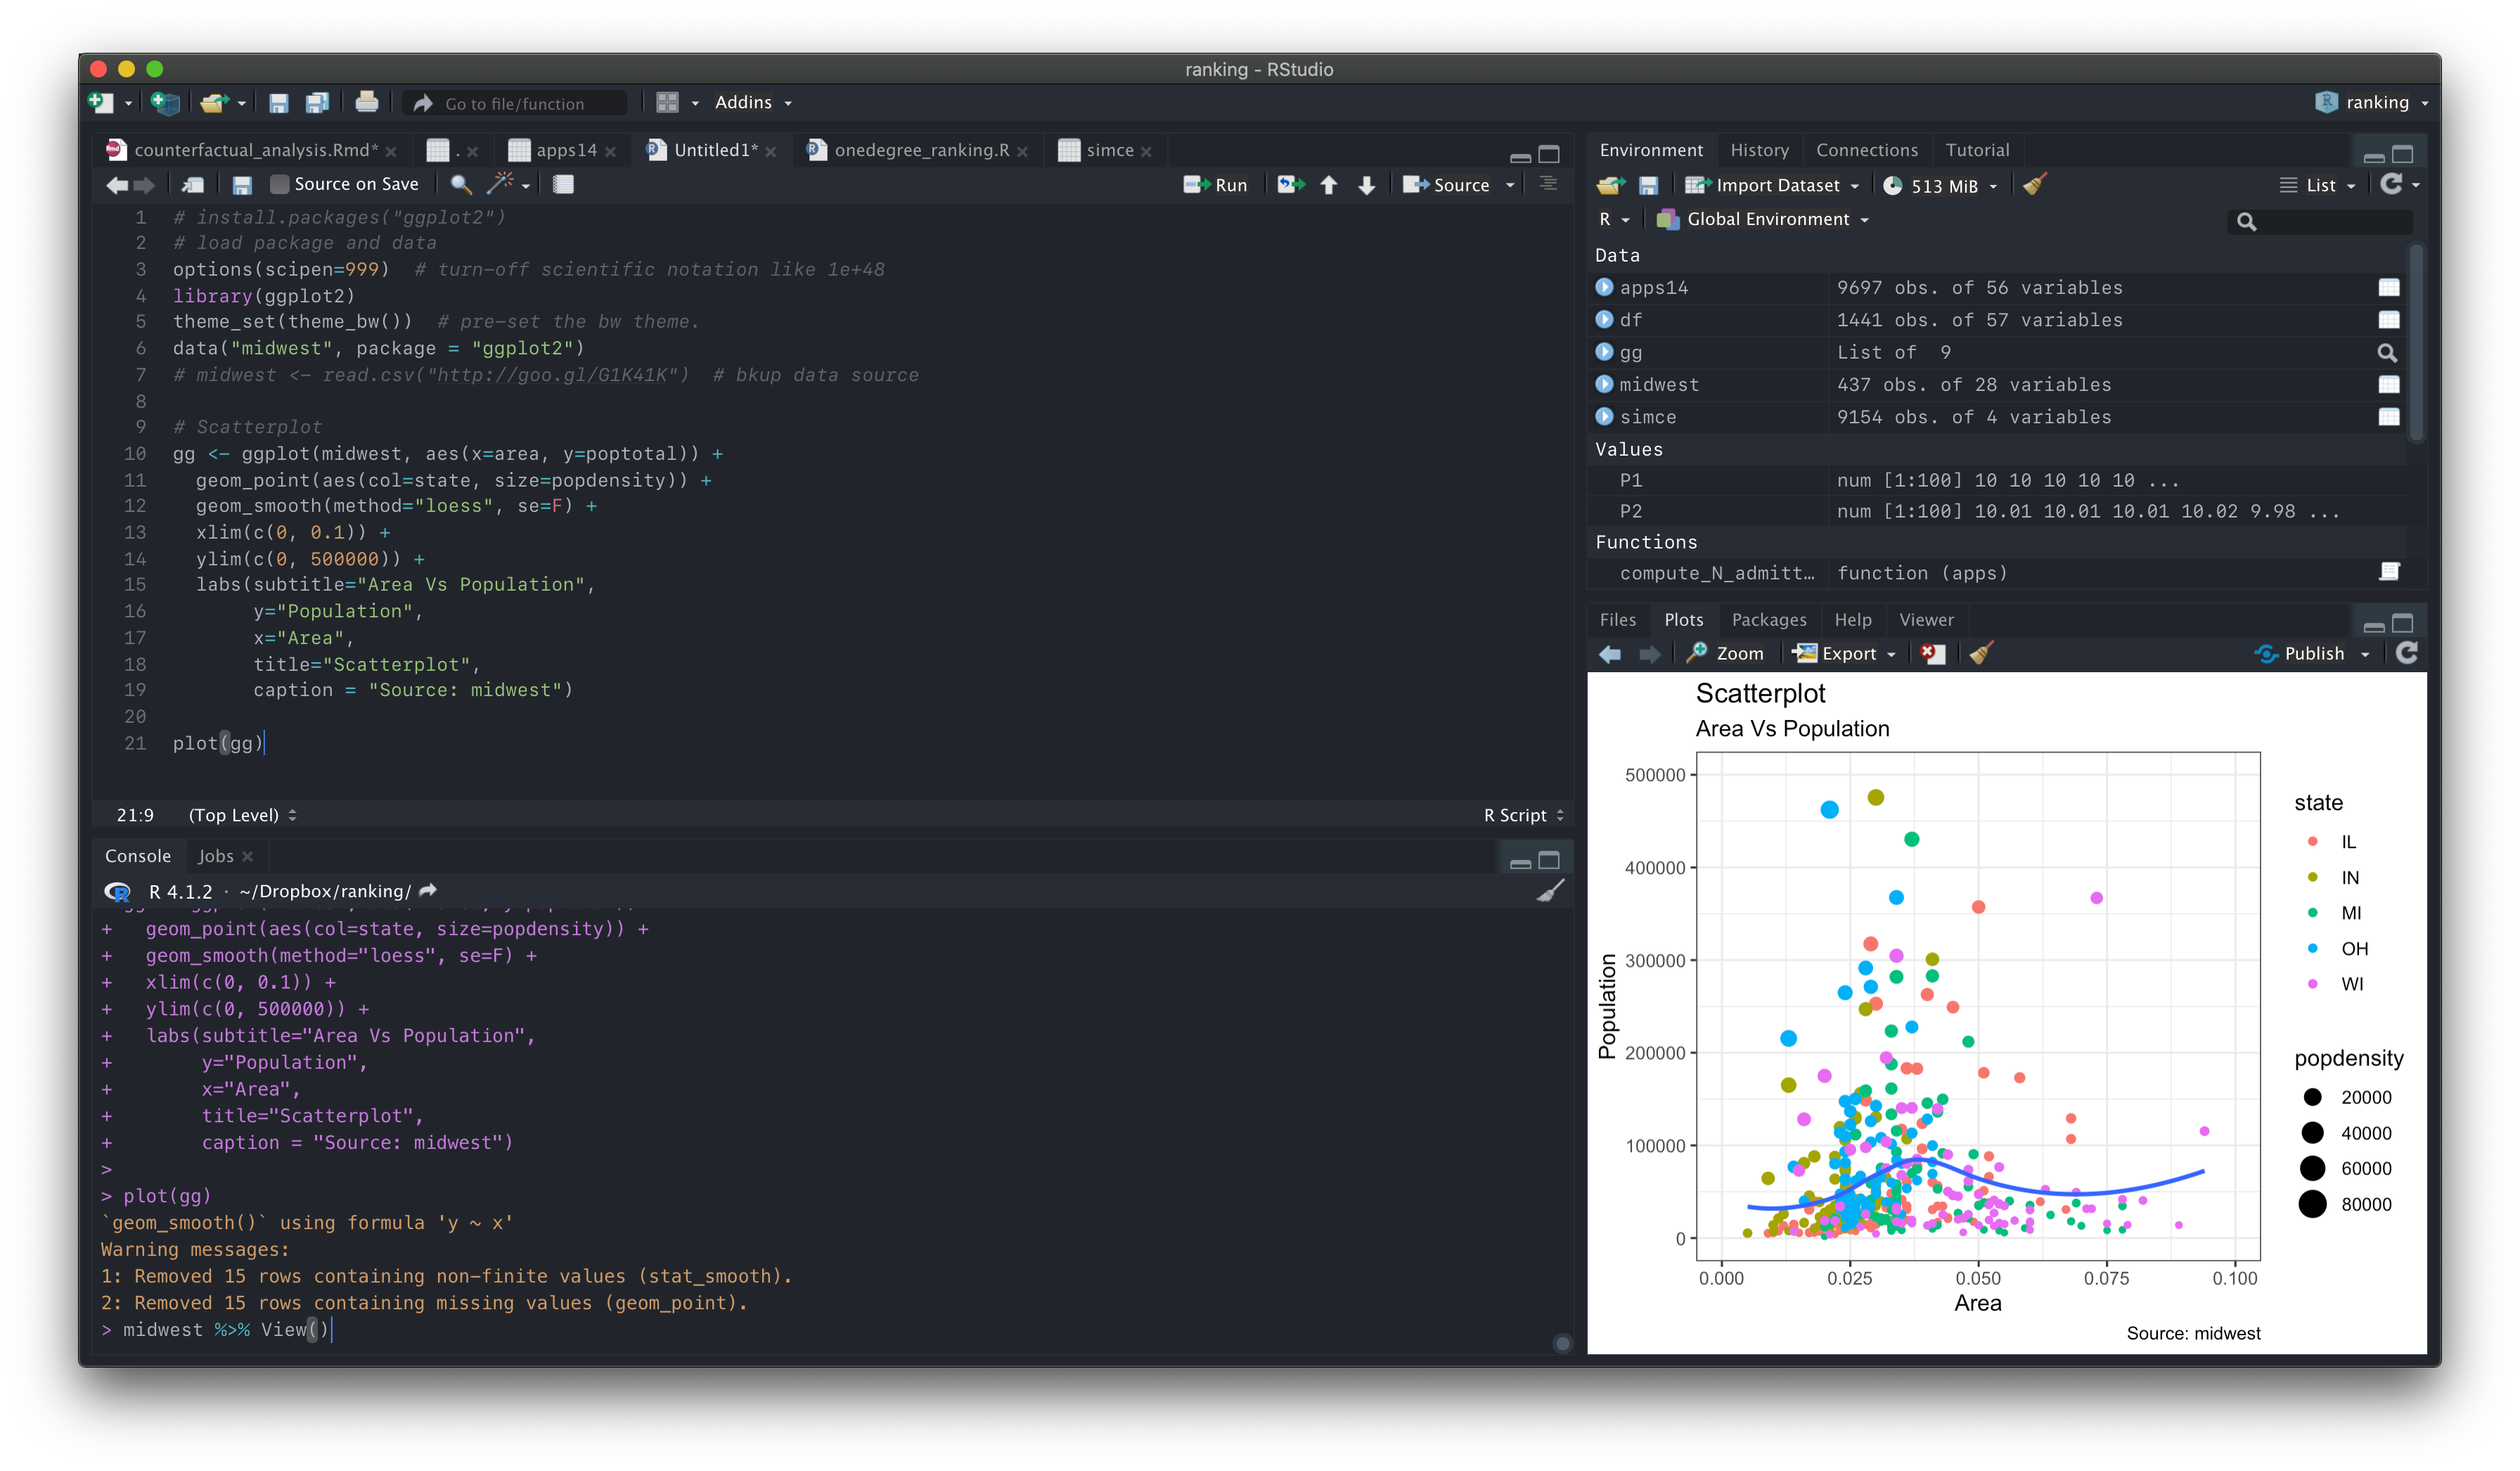 ranking - RStudio
Go to file/function
Addins
ranking
counterfactual_analysis.Rmd*
.
apps14
Untitled1*
onedegree_ranking.R
simce
Source on Save
Run
Source
1 # install.packages("ggplot2")
2 # load package and data
3 options(scipen=999)  # turn-off scientific notation like 1e+48
4 library(ggplot2)
5 theme_set(theme_bw())  # pre-set the bw theme.
6 data("midwest", package = "ggplot2")
7 # midwest <- read.csv("http://goo.gl/G1K41K")  # bkup data source
8
9 # Scatterplot
10 gg <- ggplot(midwest, aes(x=area, y=poptotal)) +
11   geom_point(aes(col=state, size=popdensity)) +
12   geom_smooth(method="loess", se=F) +
13   xlim(c(0, 0.1)) +
14   ylim(c(0, 500000)) +
15   labs(subtitle="Area Vs Population",
16        y="Population",
17        x="Area",
18        title="Scatterplot",
19        caption = "Source: midwest")
20
21 plot(gg)
21:9 (Top Level) R Script
Console Jobs
R 4.1.2 · ~/Dropbox/ranking/
+   geom_point(aes(col=state, size=popdensity)) +
+   geom_smooth(method="loess", se=F) +
+   xlim(c(0, 0.1)) +
+   ylim(c(0, 500000)) +
+   labs(subtitle="Area Vs Population",
+        y="Population",
+        x="Area",
+        title="Scatterplot",
+        caption = "Source: midwest")
>
> plot(gg)
`geom_smooth()` using formula 'y ~ x'
Warning messages:
1: Removed 15 rows containing non-finite values (stat_smooth).
2: Removed 15 rows containing missing values (geom_point).
> midwest %>% View()
Environment History Connections Tutorial
Import Dataset 513 MiB List
R Global Environment
Data
apps14 9697 obs. of 56 variables
df 1441 obs. of 57 variables
gg List of  9
midwest 437 obs. of 28 variables
simce 9154 obs. of 4 variables
Values
P1 num [1:100] 10 10 10 10 10 ...
P2 num [1:100] 10.01 10.01 10.01 10.02 9.98 ...
Functions
compute_N_admitt… function (apps)
Files Plots Packages Help Viewer
Zoom Export Publish
Scatterplot
Area Vs Population
500000
400000
300000
200000
100000
0
Population
0.000 0.025 0.050 0.075 0.100
Area
Source: midwest
state
IL
IN
MI
OH
WI
popdensity
20000
40000
60000
80000